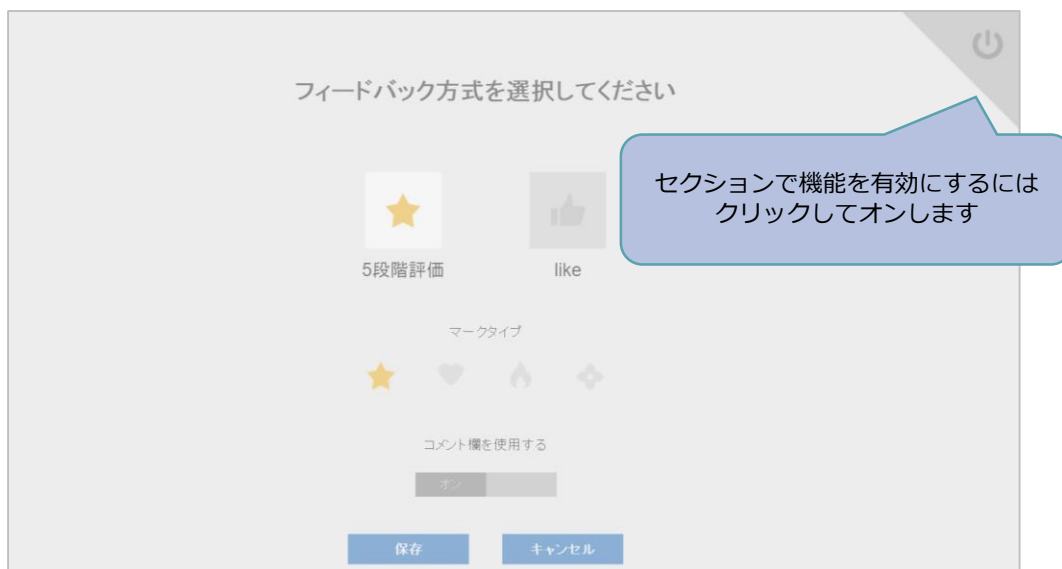 フィードバック方式を選択してください
セクションで機能を有効にするには
クリックしてオンします
5段階評価
like
マークタイプ
コメント欄を使用する
オン
保存
キャンセル